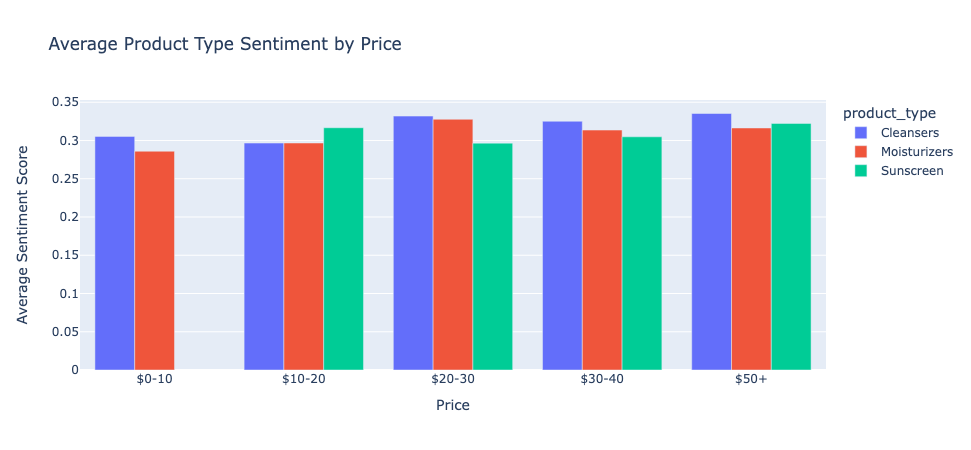 Average Product Type Sentiment by Price
Average Sentiment Score
0.35
0.3
0.25
0.2
0.15
0.1
0.05
0
$0-10 $10-20 $20-30 $30-40 $50+
Price
product_type
Cleansers
Moisturizers
Sunscreen